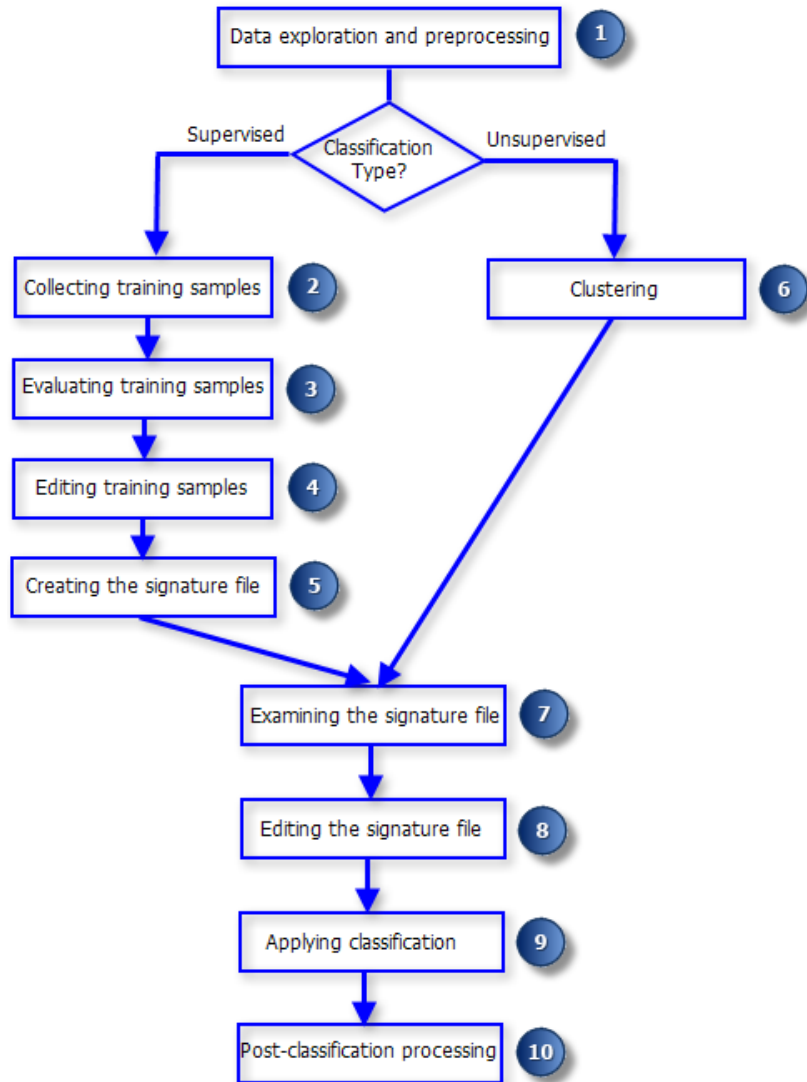 Data exploration and preprocessing
1
Supervised
Classification
Type?
Unsupervised
Collecting training samples
2
Clustering
6
Evaluating training samples
3
Editing training samples
4
Creating the signature file
5
Examining the signature file
7
Editing the signature file
8
Applying classification
9
Post-classification processing
10